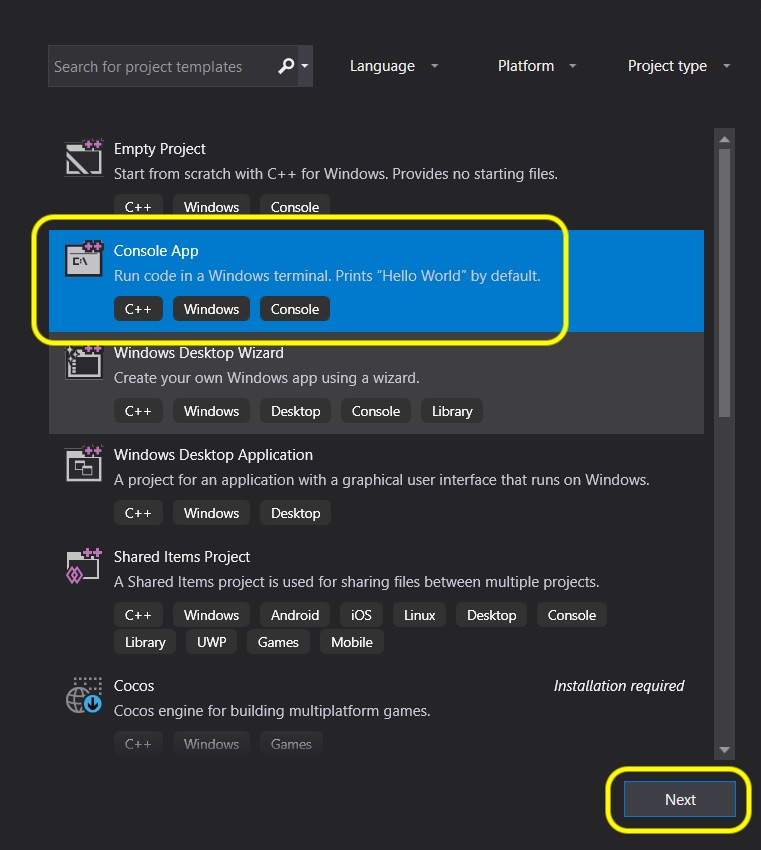 Search for project templates
Language
Platform
Project type
Empty Project
Start from scratch with C++ for Windows. Provides no starting files.
C++ Windows Console
Console App
Run code in a Windows terminal. Prints “Hello World” by default.
C++ Windows Console
Windows Desktop Wizard
Create your own Windows app using a wizard.
C++ Windows Desktop Console Library
Windows Desktop Application
A project for an application with a graphical user interface that runs on Windows.
C++ Windows Desktop
Shared Items Project
A Shared Items project is used for sharing files between multiple projects.
C++ Windows Android iOS Linux Desktop Console
Library UWP Games Mobile
Cocos Installation required
Cocos engine for building multiplatform games.
C++ Windows Games
Next